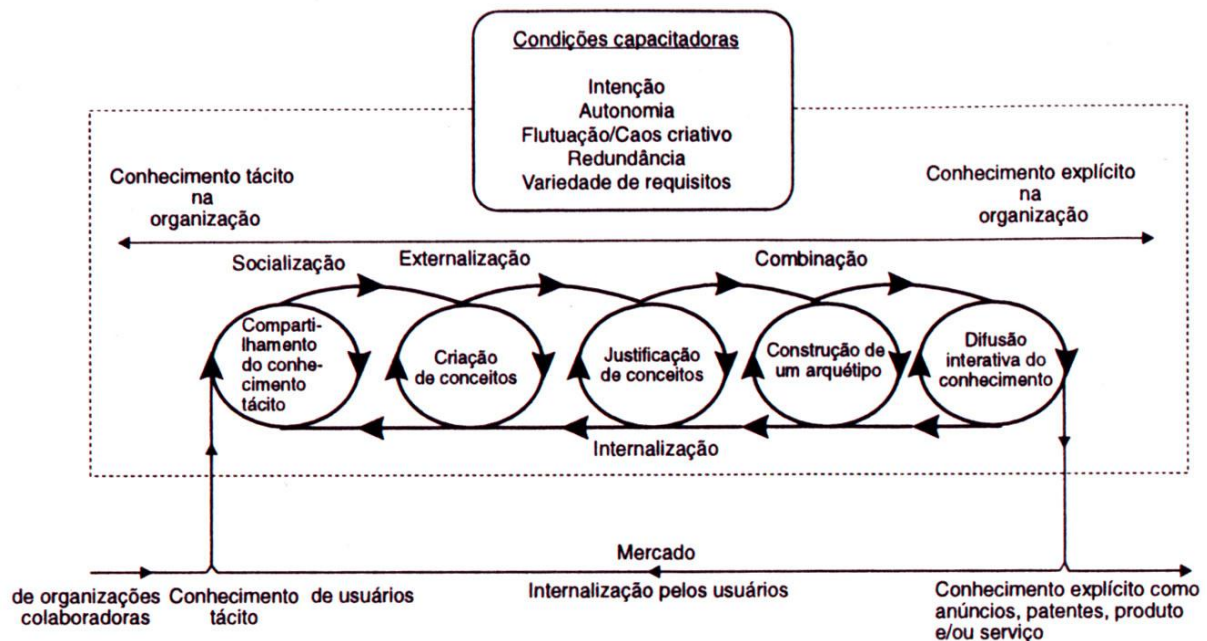 Condições capacitadoras
Intenção
Autonomia
Flutuação/Caos criativo
Redundância
Variedade de requisitos
Conhecimento tácito
na
organização
Conhecimento explícito
na
organização
Socialização
Externalização
Combinação
Comparti-
lhamento
do conhe-
cimento
tácito
Criação
de conceitos
Justificação
de conceitos
Construção de
um arquétipo
Difusão
interativa do
conhecimento
Internalização
Mercado
de organizações
colaboradoras
Conhecimento
tácito
de usuários
Internalização pelos usuários
Conhecimento explícito como
anúncios, patentes, produto
e/ou serviço